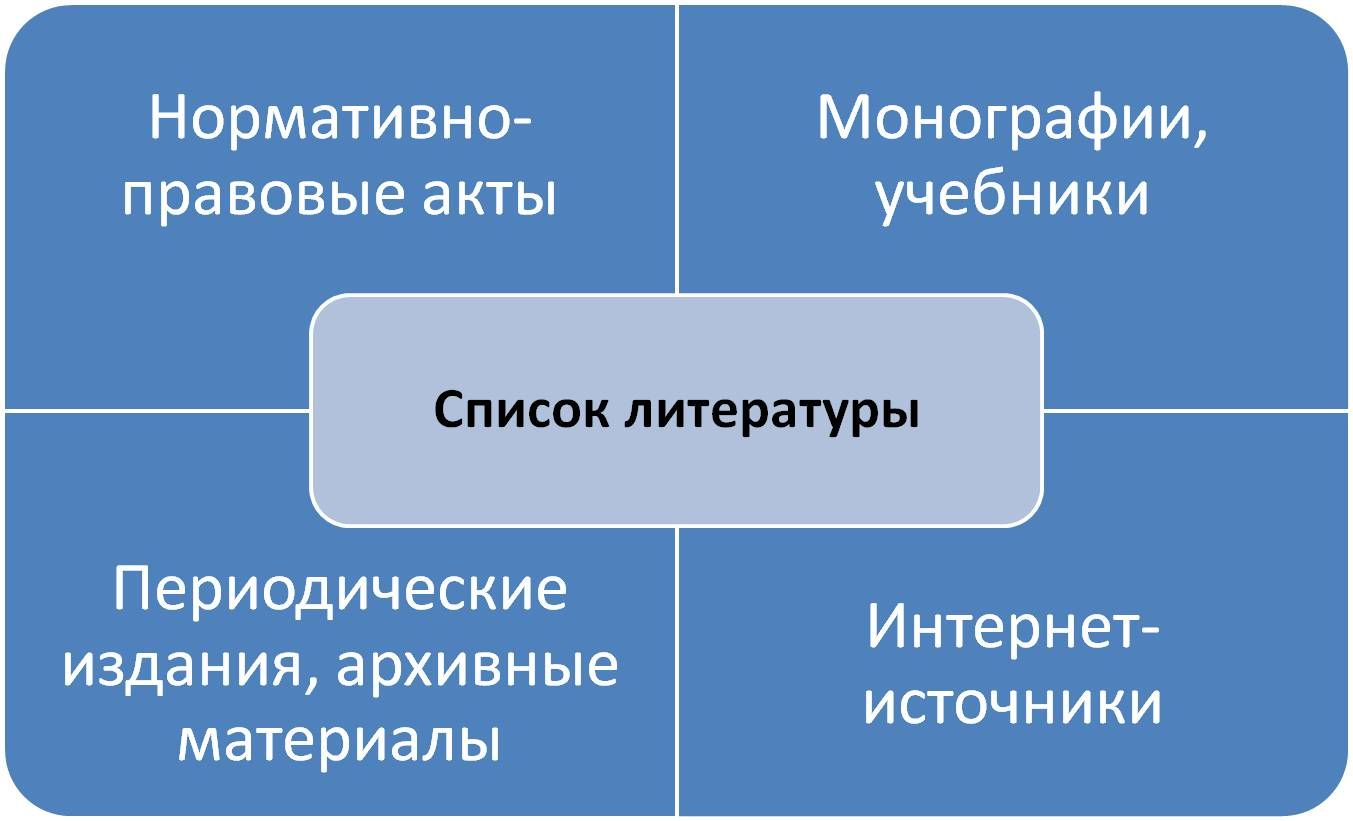 Нормативно-
правовые акты
Монографии,
учебники
Список литературы
Периодические
издания, архивные
материалы
Интернет-
источники